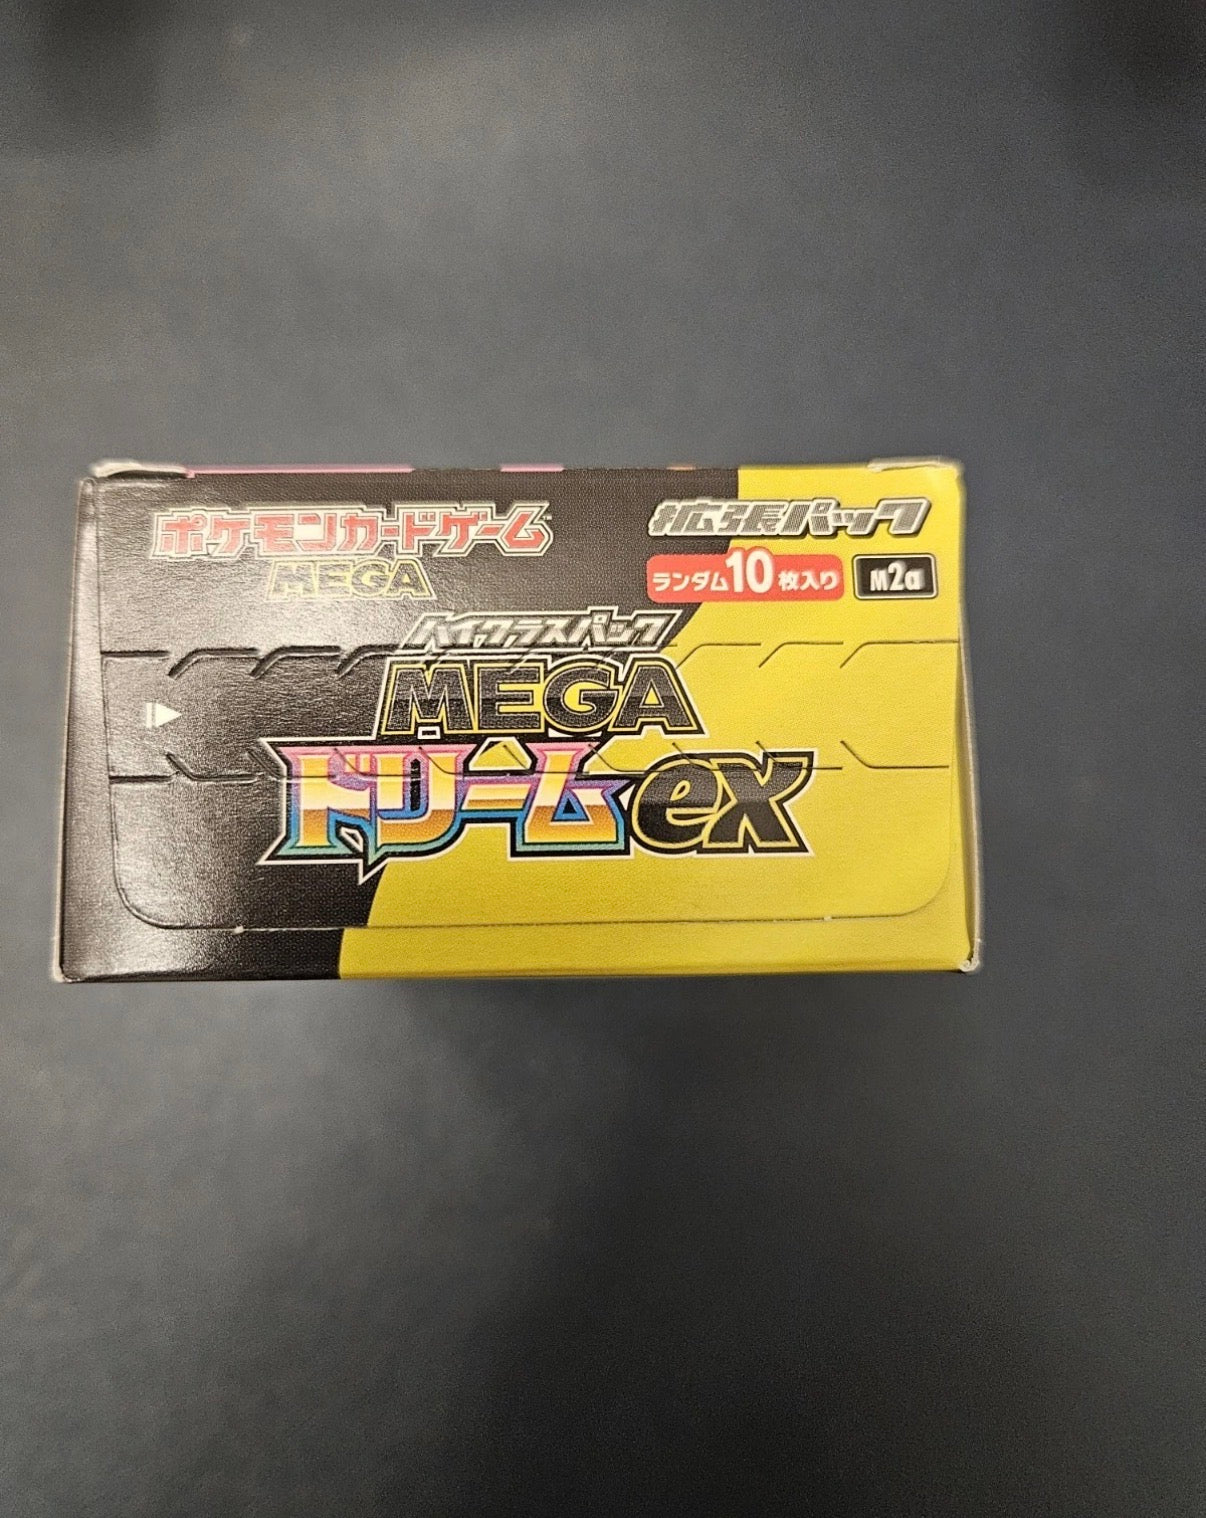 ポケモンカードゲーム™
MEGA
拡張パック
ランダム10枚入り
M2a
ハイクラスパック
MEGA
ドリームex